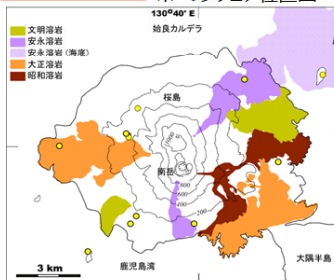 130°40′ E
姶良カルデラ
文明溶岩
安永溶岩
安永溶岩 (海底)
大正溶岩
昭和溶岩
桜島
南岳
800
600
400
200
3 km
鹿児島湾
大隅半島